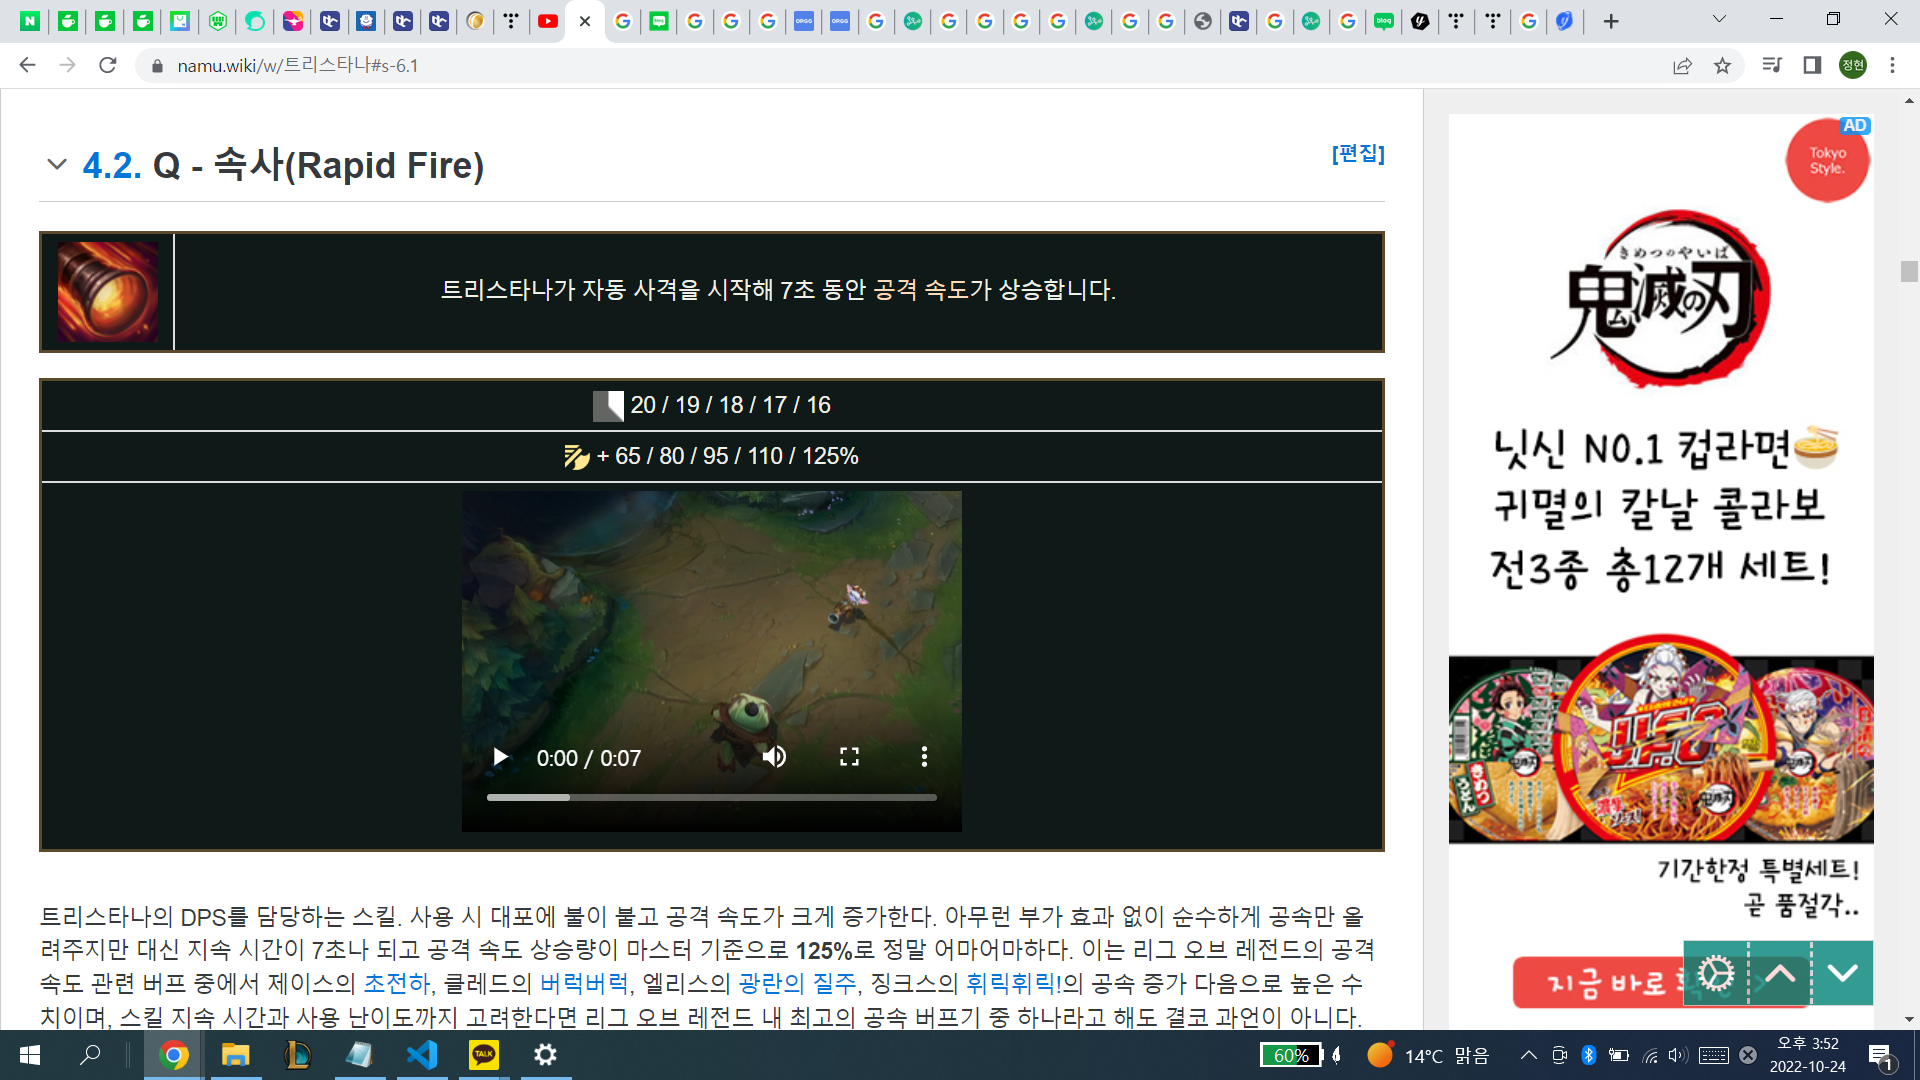 namu.wiki/w/트리스타나#s-6.1
정현
4.2. Q - 속사(Rapid Fire)
[편집]
트리스타나가 자동 사격을 시작해 7초 동안 공격 속도가 상승합니다.
20 / 19 / 18 / 17 / 16
+ 65 / 80 / 95 / 110 / 125%
0:00 / 0:07
트리스타나의 DPS를 담당하는 스킬. 사용 시 대포에 불이 붙고 공격 속도가 크게 증가한다. 아무런 부가 효과 없이 순수하게 공속만 올
려주지만 대신 지속 시간이 7초나 되고 공격 속도 상승량이 마스터 기준으로 125%로 정말 어마어마하다. 이는 리그 오브 레전드의 공격
속도 관련 버프 중에서 제이스의 초전하, 클레드의 버럭버럭, 엘리스의 광란의 질주, 징크스의 휘릭휘릭!의 공속 증가 다음으로 높은 수
치이며, 스킬 지속 시간과 사용 난이도까지 고려한다면 리그 오브 레전드 내 최고의 공속 버프기 중 하나라고 해도 결코 과언이 아니다.
AD
Tokyo
Style.
きめつのやいば
鬼滅の刃
닛신 NO.1 컵라면
귀멸의 칼날 콜라보
전3종 총12개 세트!
U.F.O.
기간한정 특별세트!
곧 품절각..
지금 바로
TALK
60%
14°C 맑음
오후 3:52
2022-10-24
1